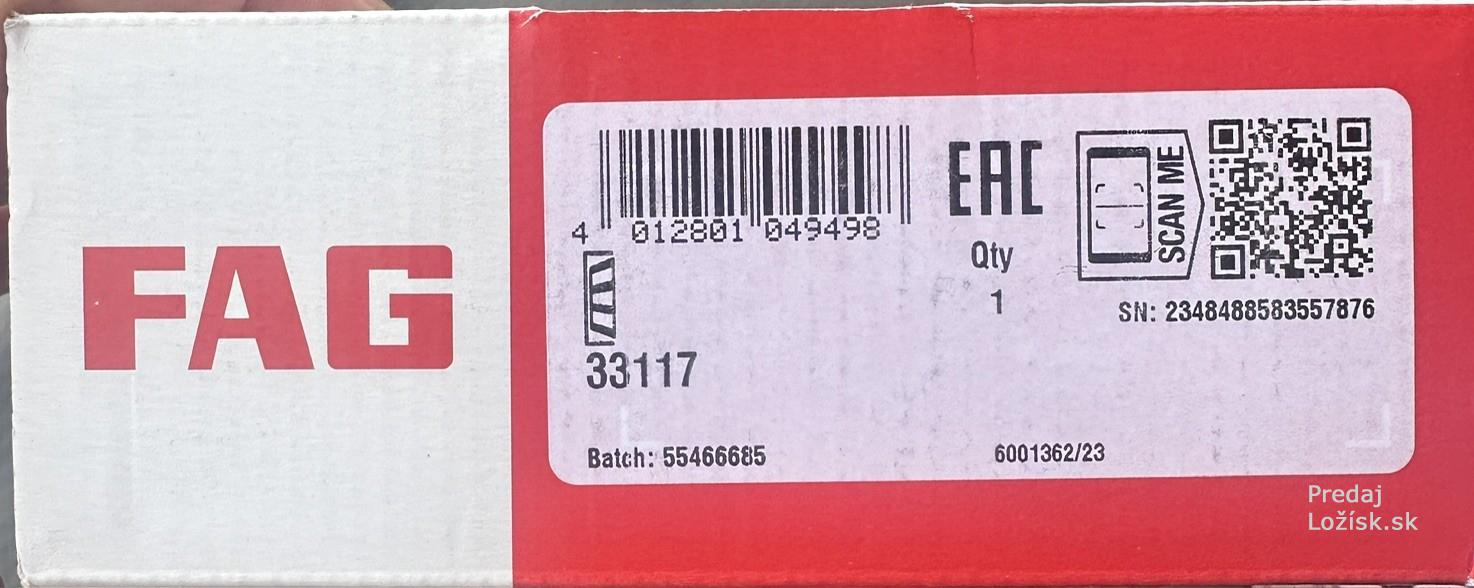 FAG
4 012801 049498
EAC
SCAN ME
Qty
1
SN: 2348488583557876
33117
Batch: 55466685
6001362/23
Predaj
Ložísk.sk